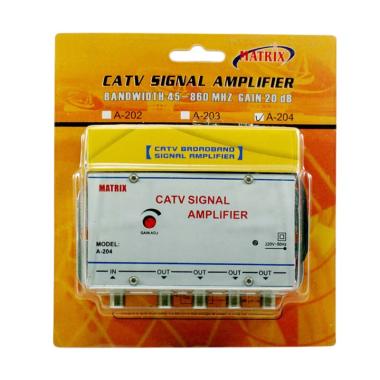 MATRIX
CATV SIGNAL AMPLIFIER
BANDWIDTH 45-860 MHZ GAIN 20 dB
A-202 A-203 A-204
[ CATV BROADBAND SIGNAL AMPLIFIER ]
MATRIX
CATV SIGNAL
AMPLIFIER
GAIN ADJ
MODEL:
A-204
220V~50Hz
IN OUT OUT OUT OUT